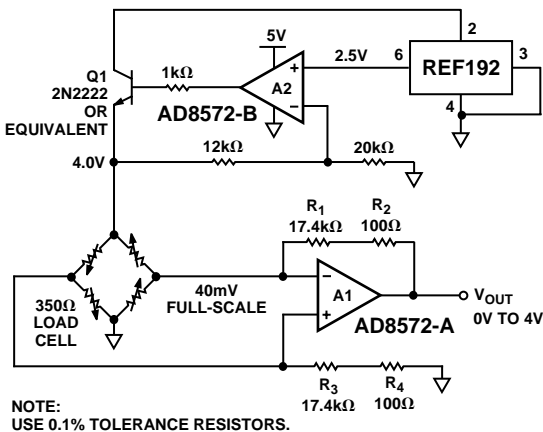 2
5V
1kΩ
2.5V
6
REF192
3
Q1
2N2222
OR
EQUIVALENT
A2
+
−
AD8572-B
4
4.0V
12kΩ
20kΩ
R1
17.4kΩ
R2
100Ω
350Ω
LOAD
CELL
40mV
FULL-SCALE
−
A1
+
AD8572-A
VOUT
0V TO 4V
R3
17.4kΩ
R4
100Ω
NOTE:
USE 0.1% TOLERANCE RESISTORS.